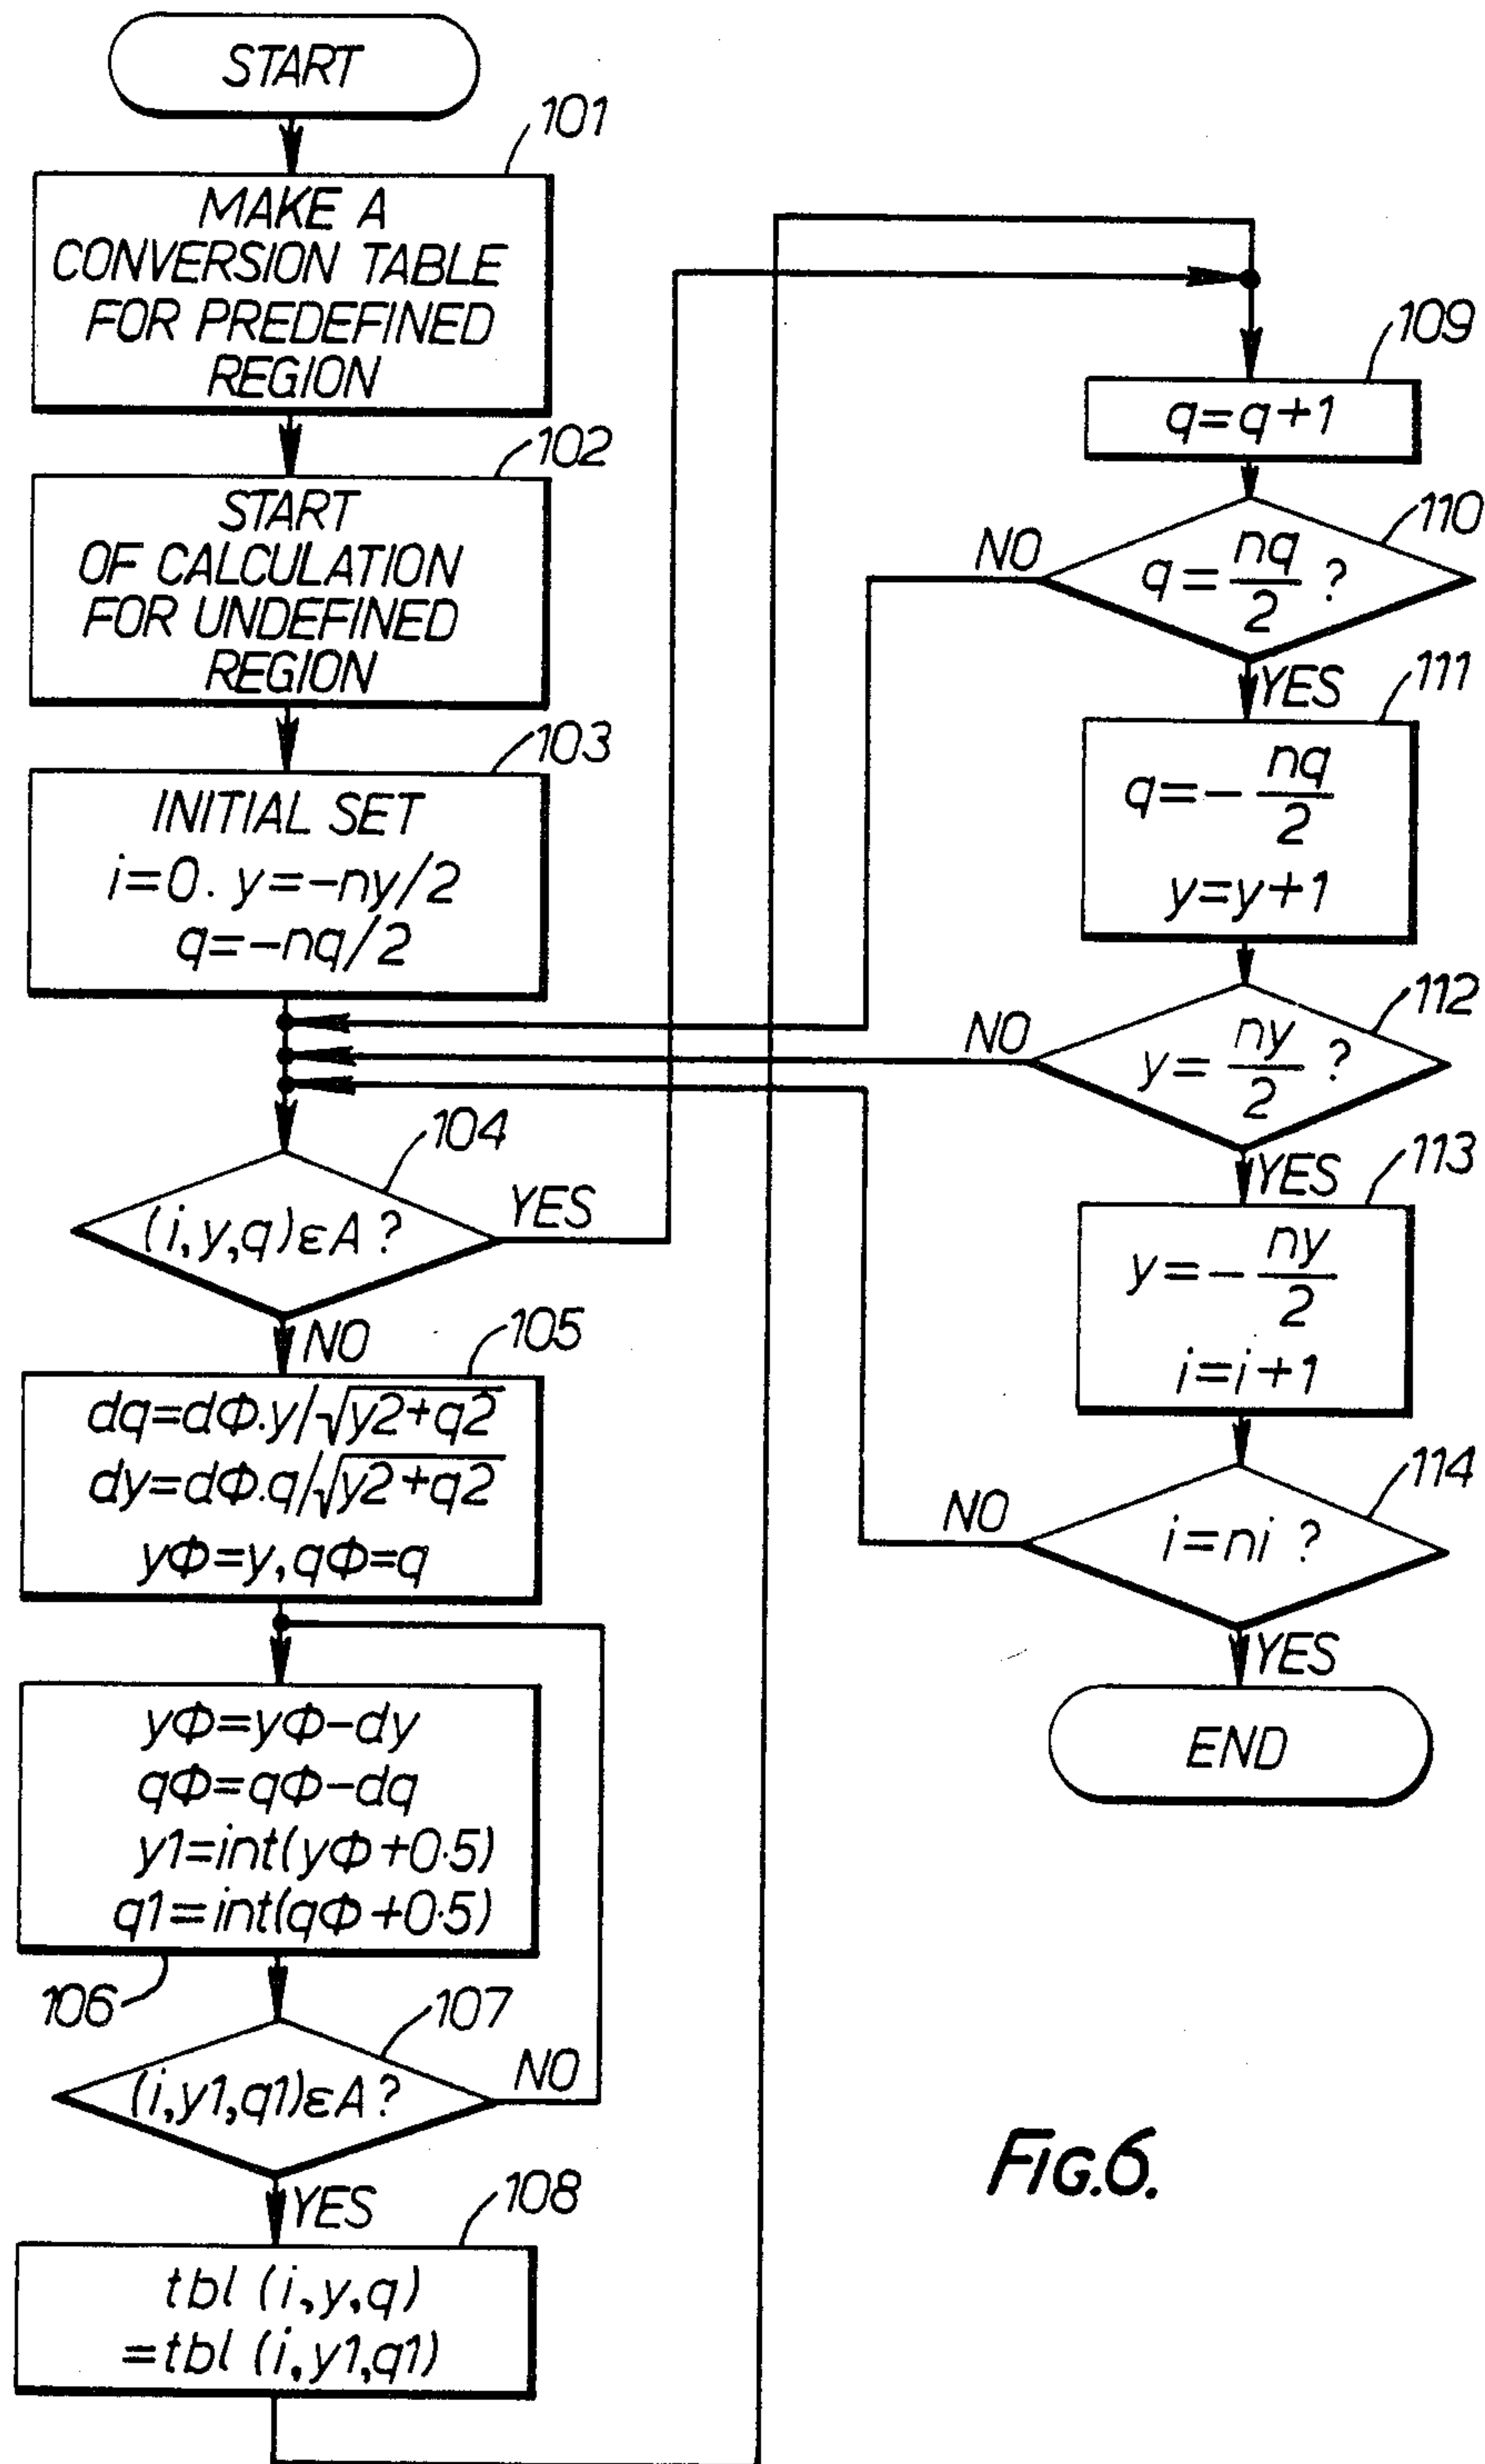 START
101
MAKE A
CONVERSION TABLE
FOR PREDEFINED
REGION
102
START
OF CALCULATION
FOR UNDEFINED
REGION
103
INITIAL SET
i=0. y=-ny/2
q=-nq/2
104
(i,y,q)εA?
YES
NO
105
dq=dΦ.y/√y2+q2
dy=dΦ.q/√y2+q2
yΦ=y,qΦ=q
yΦ=yΦ-dy
qΦ=qΦ-dq
y1=int(yΦ+0·5)
q1=int(qΦ+0·5)
106
107
(i,y1,q1)εA?
NO
YES
108
tbl (i,y,q)
=tbl (i,y1,q1)
109
q=q+1
110
NO
q=nq/2 ?
YES
111
q=-nq/2
y=y+1
112
NO
y=ny/2 ?
YES
113
y=-ny/2
i=i+1
114
NO
i=ni ?
YES
END
FIG.6.